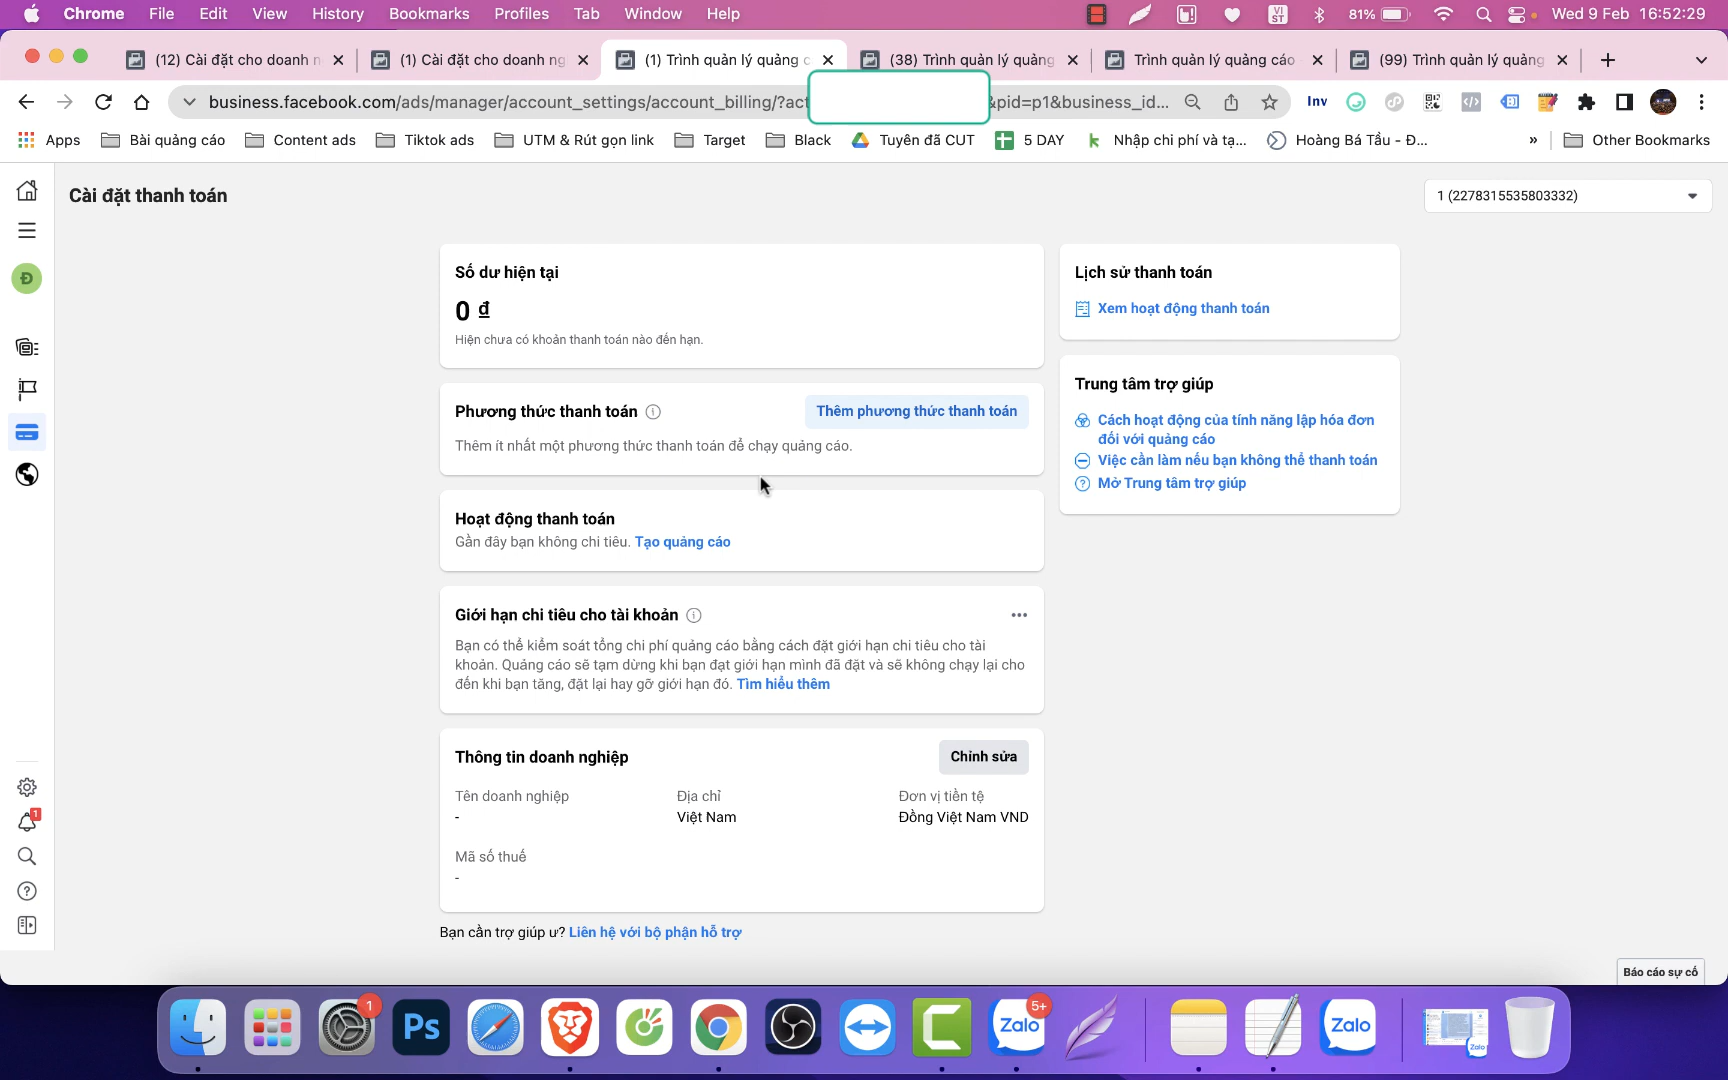 Chrome File Edit View History Bookmarks Profiles Tab Window Help VI ST 81% Wed 9 Feb 16:52:29
(12) Cài đặt cho doanh n (1) Cài đặt cho doanh ng (1) Trình quản lý quảng c (38) Trình quản lý quảng Trình quản lý quảng cáo (99) Trình quản lý quảng
business.facebook.com/ads/manager/account_settings/account_billing/?act &pid=p1&business_id... Inv
Apps Bài quảng cáo Content ads Tiktok ads UTM & Rút gọn link Target Black Tuyên đã CUT 5 DAY Nhập chi phí và tạ... Hoàng Bá Tầu - Đ... » Other Bookmarks
Cài đặt thanh toán
1 (2278315535803332)
Đ
Số dư hiện tại
0 ₫
Hiện chưa có khoản thanh toán nào đến hạn.
Phương thức thanh toán
Thêm phương thức thanh toán
Thêm ít nhất một phương thức thanh toán để chạy quảng cáo.
Hoạt động thanh toán
Gần đây bạn không chi tiêu. Tạo quảng cáo
Giới hạn chi tiêu cho tài khoản
Bạn có thể kiểm soát tổng chi phí quảng cáo bằng cách đặt giới hạn chi tiêu cho tài
khoản. Quảng cáo sẽ tạm dừng khi bạn đạt giới hạn mình đã đặt và sẽ không chạy lại cho
đến khi bạn tăng, đặt lại hay gỡ giới hạn đó. Tìm hiểu thêm
Thông tin doanh nghiệp
Chỉnh sửa
Tên doanh nghiệp Địa chỉ Đơn vị tiền tệ
- Việt Nam Đồng Việt Nam VND
Mã số thuế
-
Bạn cần trợ giúp ư? Liên hệ với bộ phận hỗ trợ
Lịch sử thanh toán
Xem hoạt động thanh toán
Trung tâm trợ giúp
Cách hoạt động của tính năng lập hóa đơn
đối với quảng cáo
Việc cần làm nếu bạn không thể thanh toán
Mở Trung tâm trợ giúp
1
Báo cáo sự cố
1 Ps Zalo 5+ Zalo Zalo